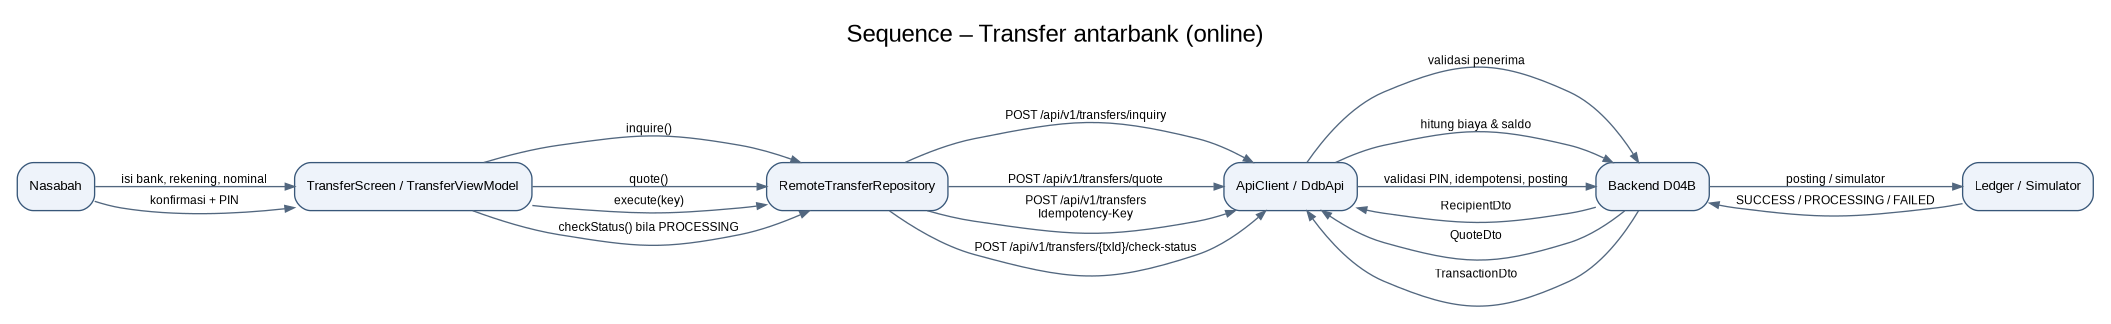 Sequence – Transfer antarbank (online)
Nasabah
isi bank, rekening, nominal
konfirmasi + PIN
TransferScreen / TransferViewModel
inquire()
quote()
execute(key)
checkStatus() bila PROCESSING
RemoteTransferRepository
POST /api/v1/transfers/inquiry
POST /api/v1/transfers/quote
POST /api/v1/transfers
Idempotency-Key
POST /api/v1/transfers/{txId}/check-status
ApiClient / DdbApi
validasi penerima
hitung biaya & saldo
validasi PIN, idempotensi, posting
RecipientDto
QuoteDto
TransactionDto
Backend D04B
posting / simulator
SUCCESS / PROCESSING / FAILED
Ledger / Simulator